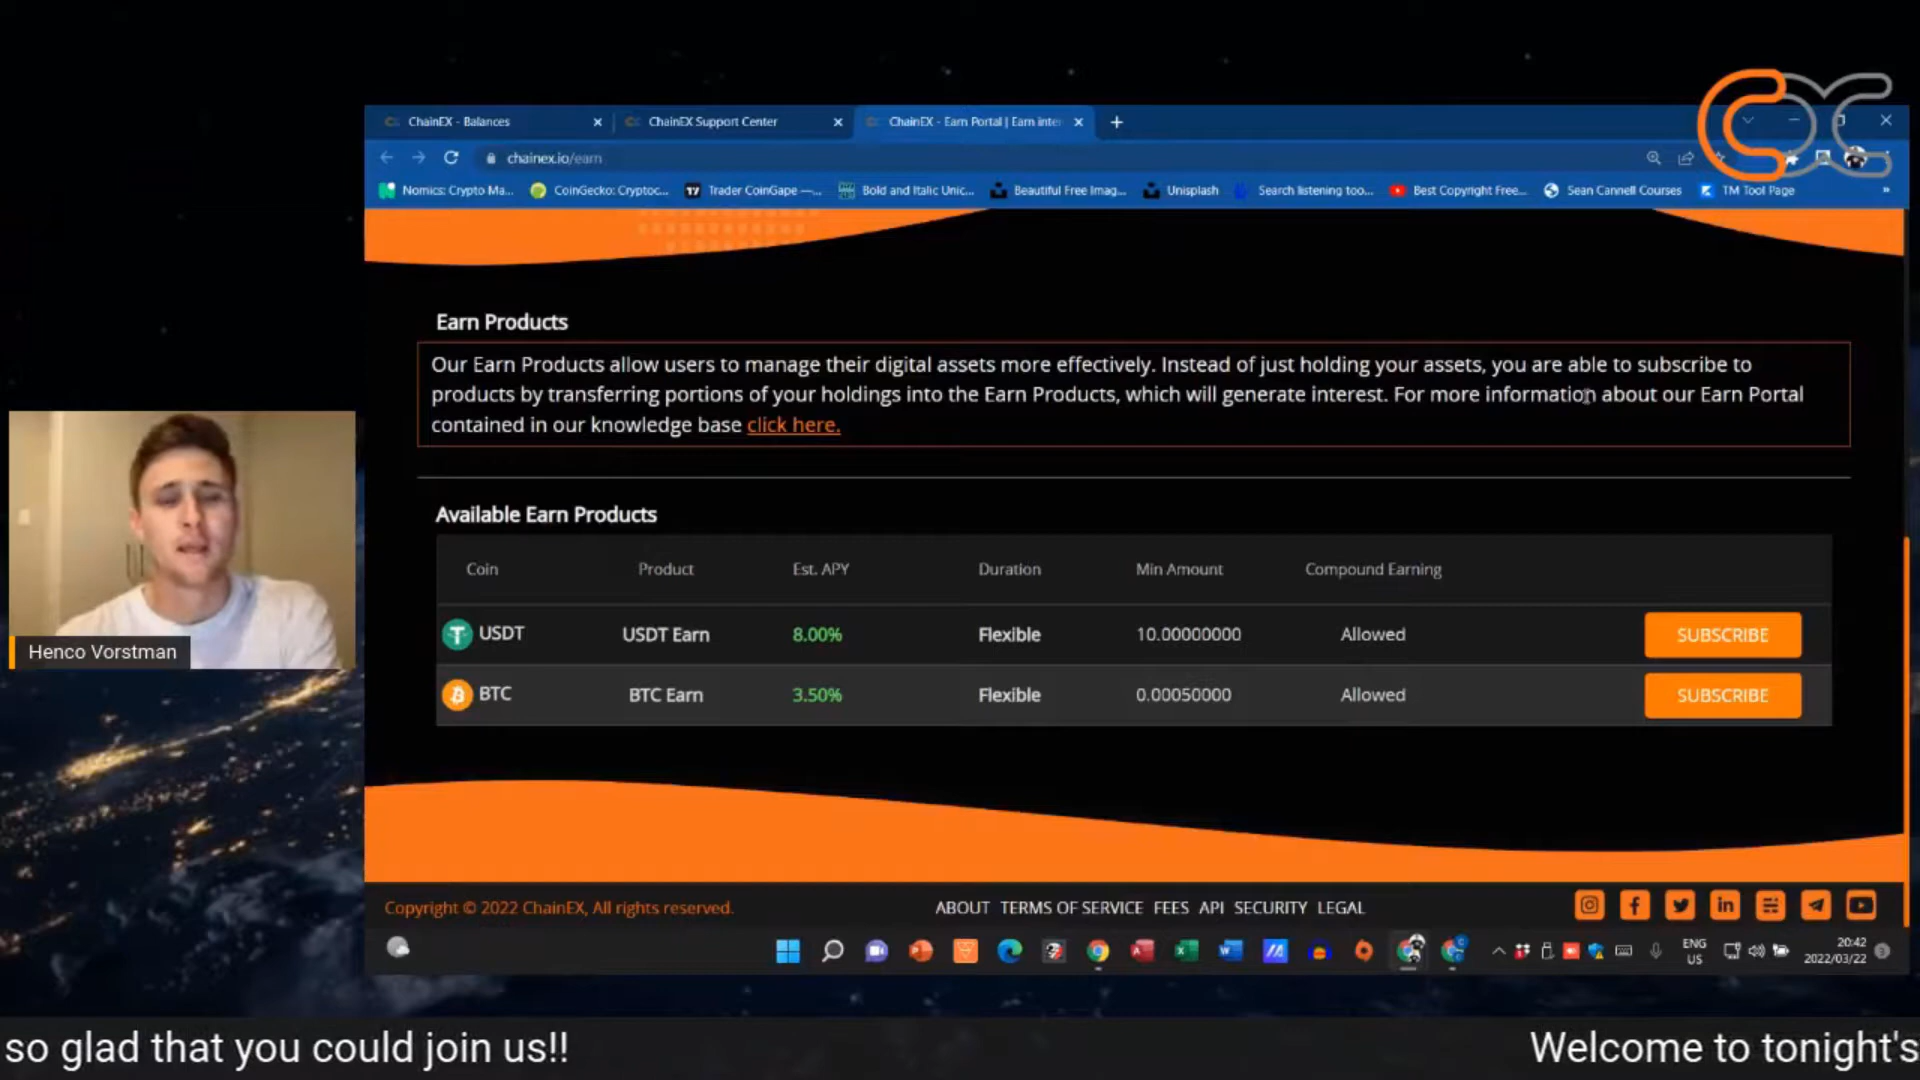 ChainEX - Balances
ChainEX Support Center
ChainEX - Earn Portal | Earn inte
chainex.io/earn
Nomics: Crypto Ma...
CoinGecko: Cryptoc...
Trader CoinGape —...
Bold and Italic Unic...
Beautiful Free Imag...
Unisplash
Search listening too...
Best Copyright Free...
Sean Cannell Courses
TM Tool Page
»
Earn Products
Our Earn Products allow users to manage their digital assets more effectively. Instead of just holding your assets, you are able to subscribe to
products by transferring portions of your holdings into the Earn Products, which will generate interest. For more information about our Earn Portal
contained in our knowledge base click here.
Available Earn Products
Coin Product Est. APY Duration Min Amount Compound Earning
USDT USDT Earn 8.00% Flexible 10.00000000 Allowed SUBSCRIBE
BTC BTC Earn 3.50% Flexible 0.00050000 Allowed SUBSCRIBE
Henco Vorstman
Copyright © 2022 ChainEX, All rights reserved.
ABOUT TERMS OF SERVICE FEES API SECURITY LEGAL
ENG
US
20:42
2022/03/22
so glad that you could join us!!
Welcome to tonight's